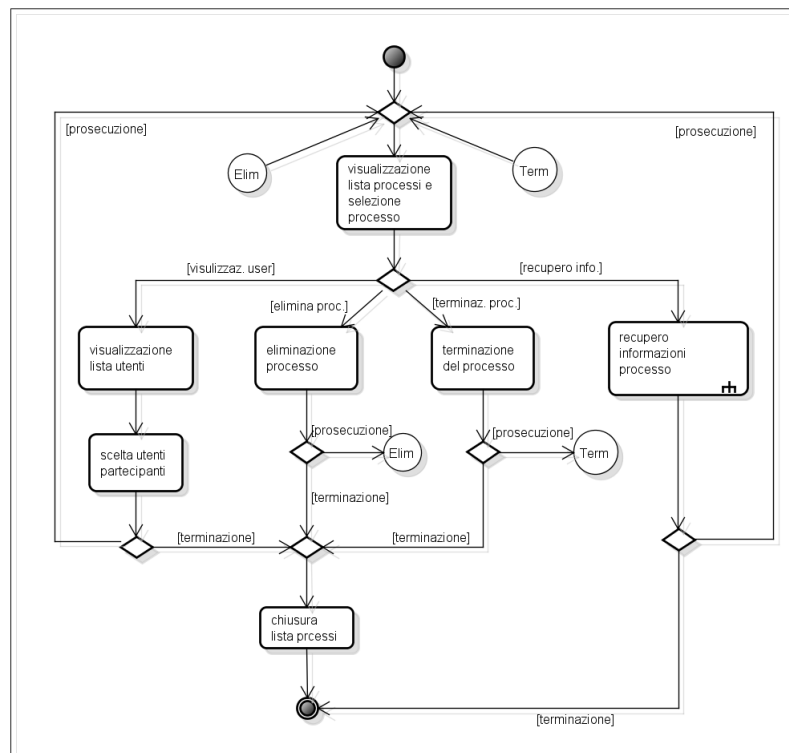 [prosecuzione]
[prosecuzione]
Elim
Term
visualizzazione
lista processi e
selezione
processo
[visulizzaz. user]
[recupero info.]
[elimina proc.]
[terminaz. proc.]
visualizzazione
lista utenti
eliminazione
processo
terminazione
del processo
recupero
informazioni
processo
[prosecuzione]
[prosecuzione]
scelta utenti
partecipanti
Elim
Term
[terminazione]
[terminazione]
[terminazione]
chiusura
lista prcessi
[terminazione]